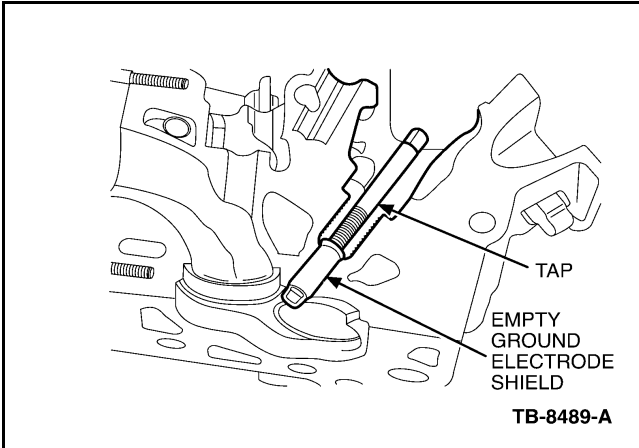 TAP
EMPTY
GROUND
ELECTRODE
SHIELD
TB-8489-A